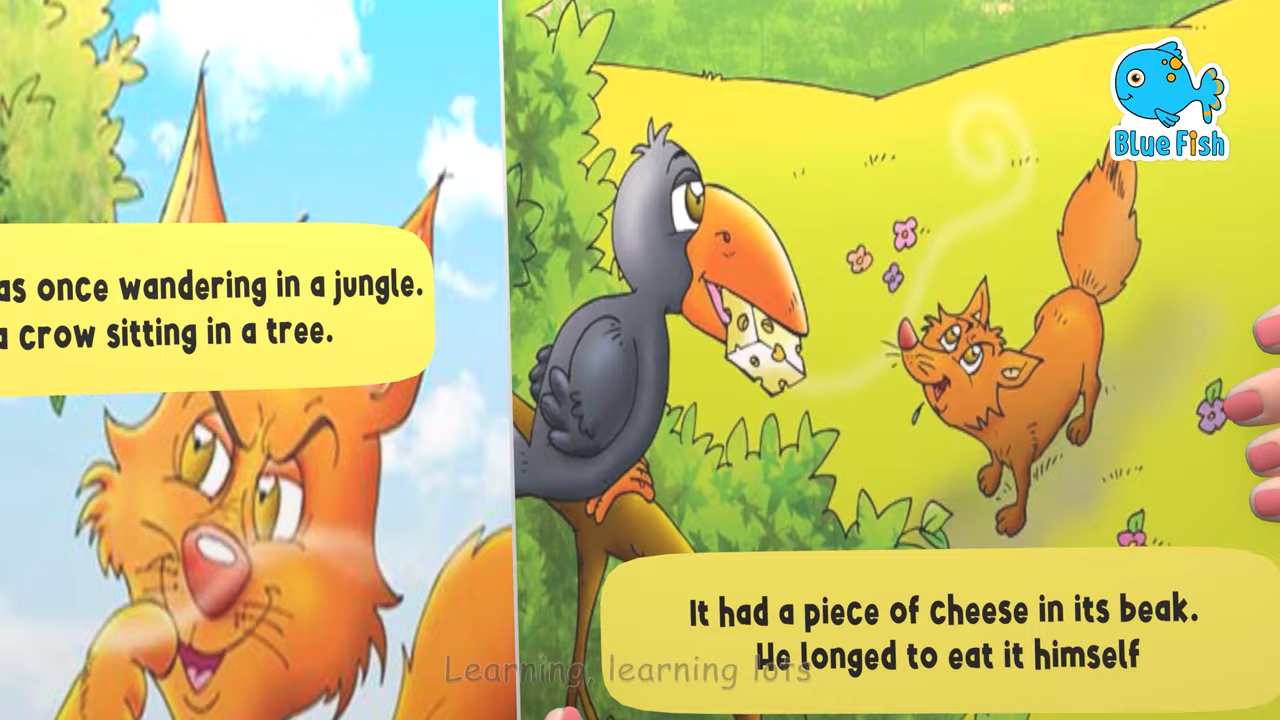 as once wandering in a jungle.
a crow sitting in a tree.
Blue Fish
It had a piece of cheese in its beak.
He longed to eat it himself
Learning, learning lots